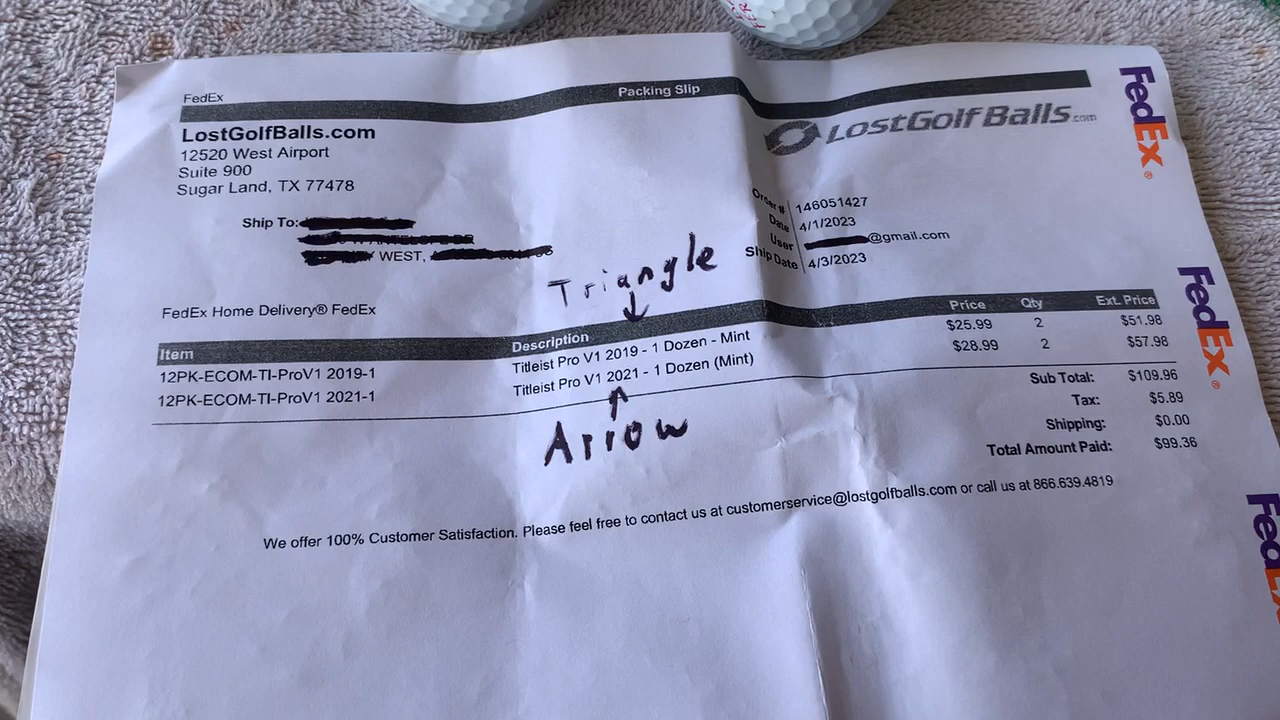 FedEx
Packing Slip
LostGolfBalls.com
12520 West Airport
Suite 900
Sugar Land, TX 77478
LOSTGOLFBALLS.com
FedEx®
Order # 146051427
Date 4/1/2023
User @gmail.com
Ship Date 4/3/2023
Ship To:
WEST,
Triangle
FedEx Home Delivery® FedEx
Item Description Price Qty Ext. Price
12PK-ECOM-TI-ProV1 2019-1 Titleist Pro V1 2019 - 1 Dozen - Mint $25.99 2 $51.98
12PK-ECOM-TI-ProV1 2021-1 Titleist Pro V1 2021 - 1 Dozen (Mint) $28.99 2 $57.98
FedEx®
Arrow
Sub Total: $109.96
Tax: $5.89
Shipping: $0.00
Total Amount Paid: $99.36
We offer 100% Customer Satisfaction. Please feel free to contact us at customerservice@lostgolfballs.com or call us at 866.639.4819
FedEx